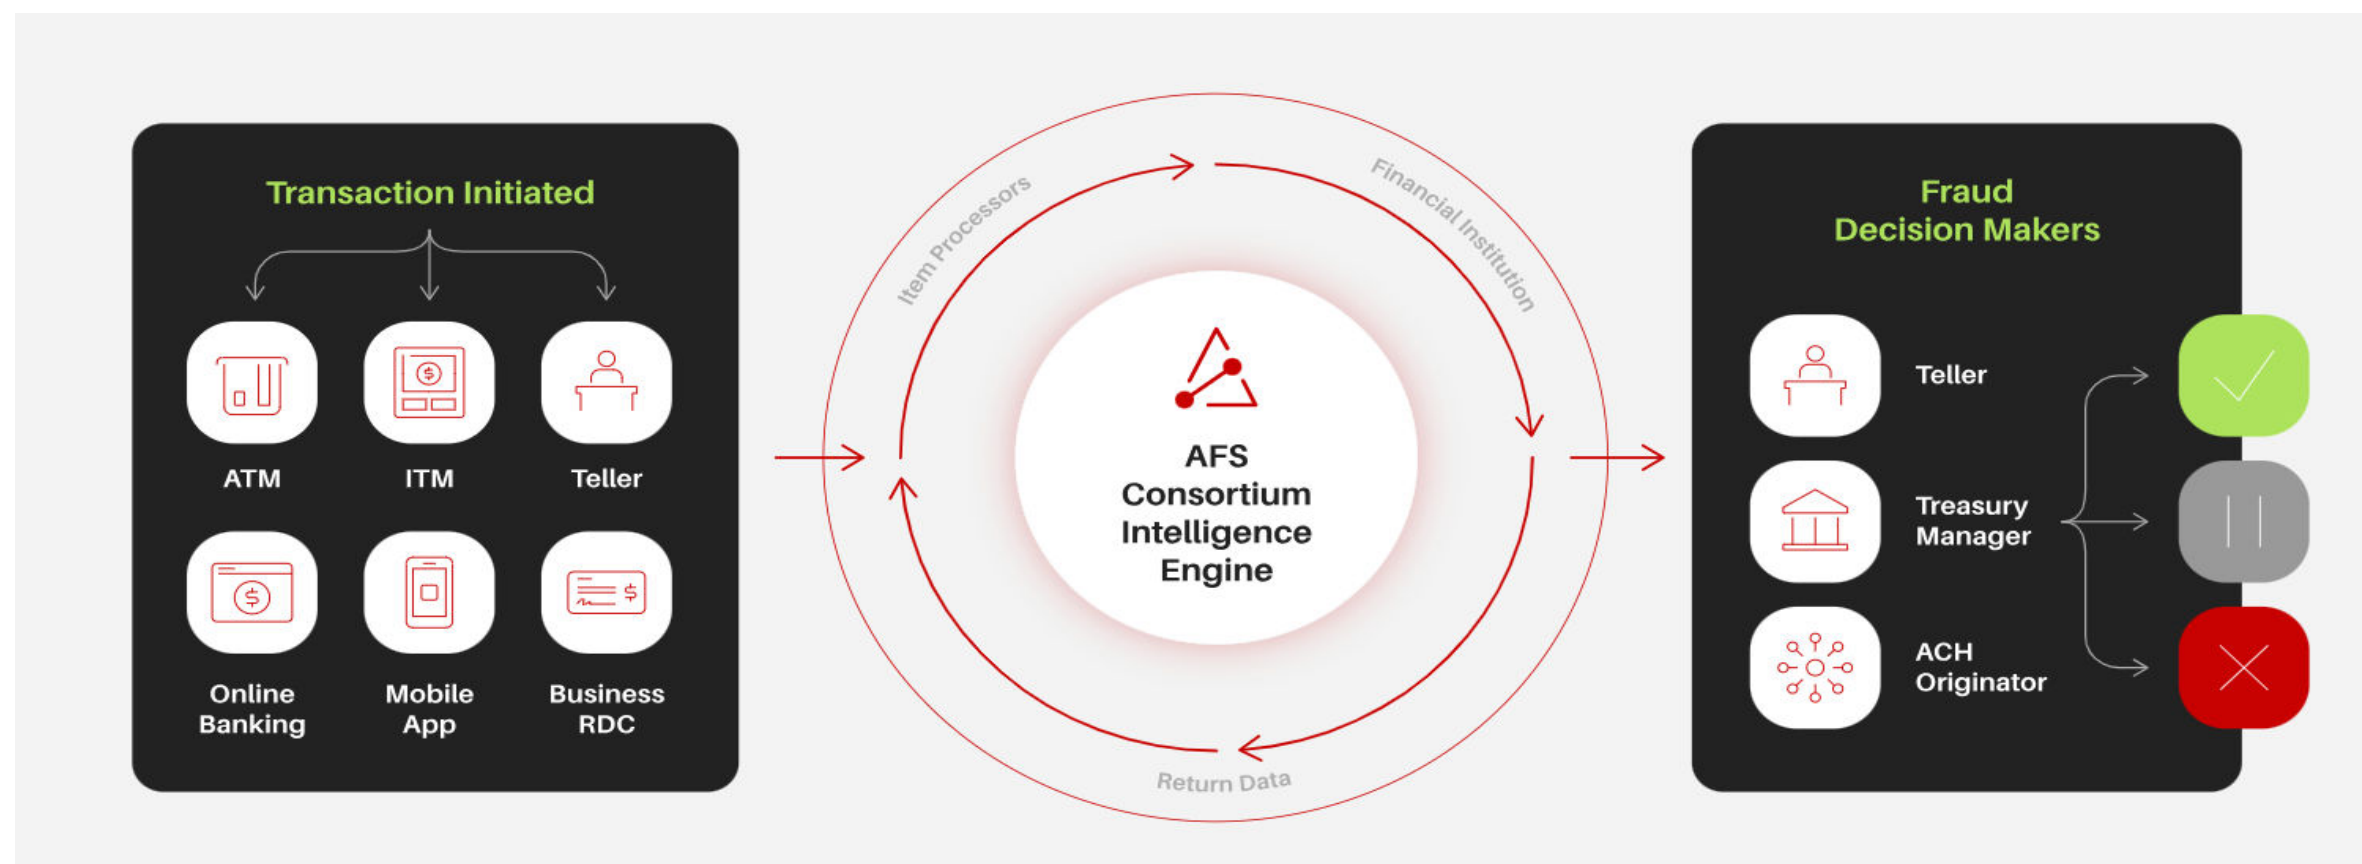 Transaction Initiated
ATM
ITM
Teller
Online
Banking
Mobile
App
Business
RDC
Item Processors
Financial Institution
AFS
Consortium
Intelligence
Engine
Return Data
Fraud
Decision Makers
Teller
Treasury
Manager
ACH
Originator